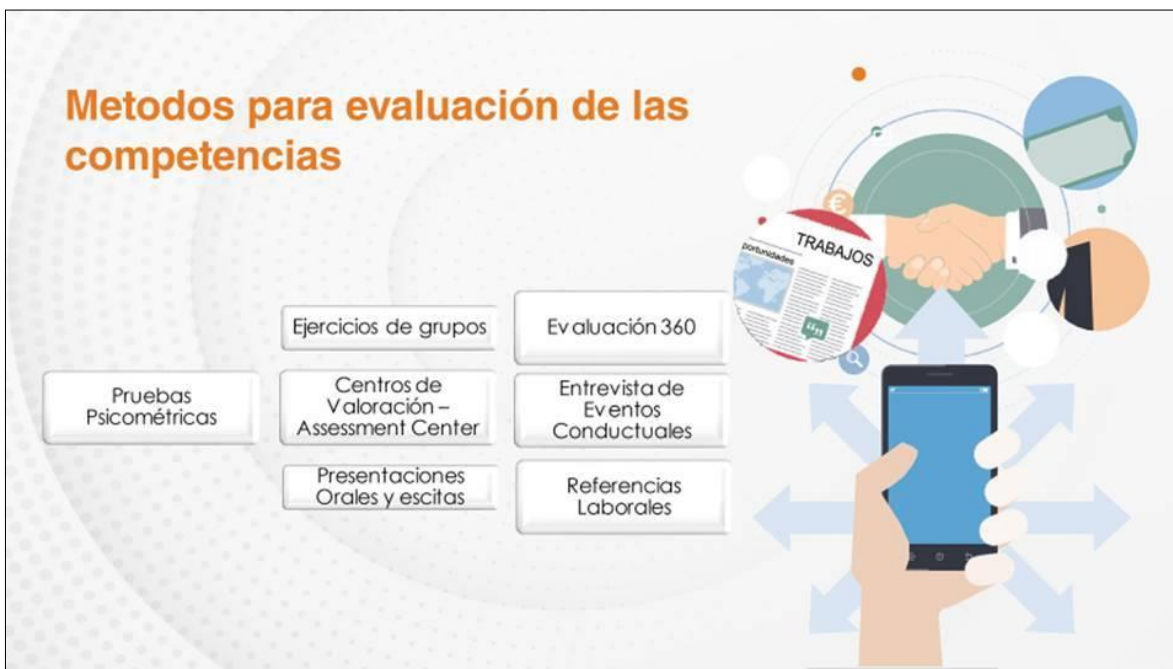 Metodos para evaluación de las
competencias
Pruebas
Psicométricas
Ejercicios de grupos
Centros de
Valoración –
Assessment Center
Presentaciones
Orales y escitas
Evaluación 360
Entrevista de
Eventos
Conductuales
Referencias
Laborales
TRABAJOS
portunidades
€